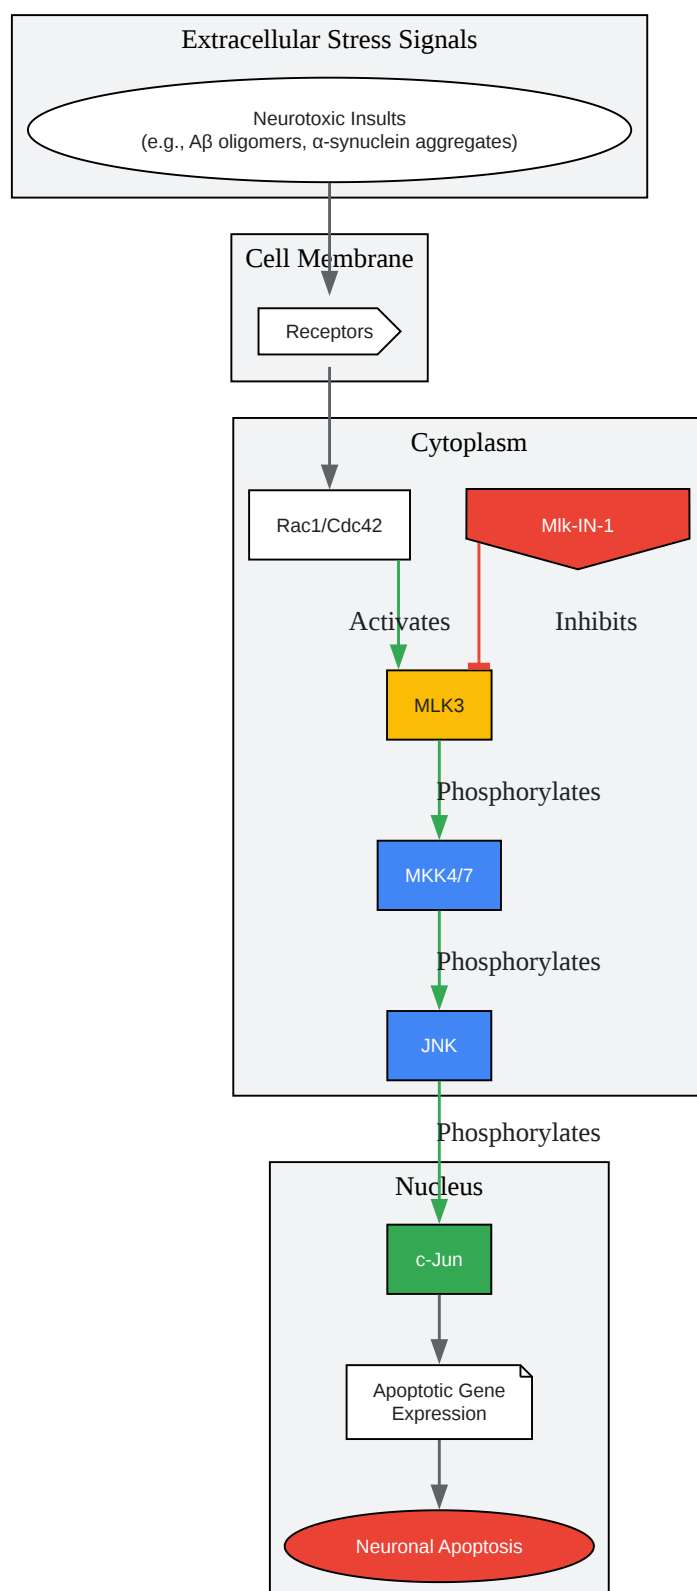 Extracellular Stress Signals
Neurotoxic Insults
(e.g., Aβ oligomers, α-synuclein aggregates)
Cell Membrane
Receptors
Cytoplasm
Rac1/Cdc42
Mlk-IN-1
Activates
Inhibits
MLK3
Phosphorylates
MKK4/7
Phosphorylates
JNK
Phosphorylates
Nucleus
c-Jun
Apoptotic Gene
Expression
Neuronal Apoptosis